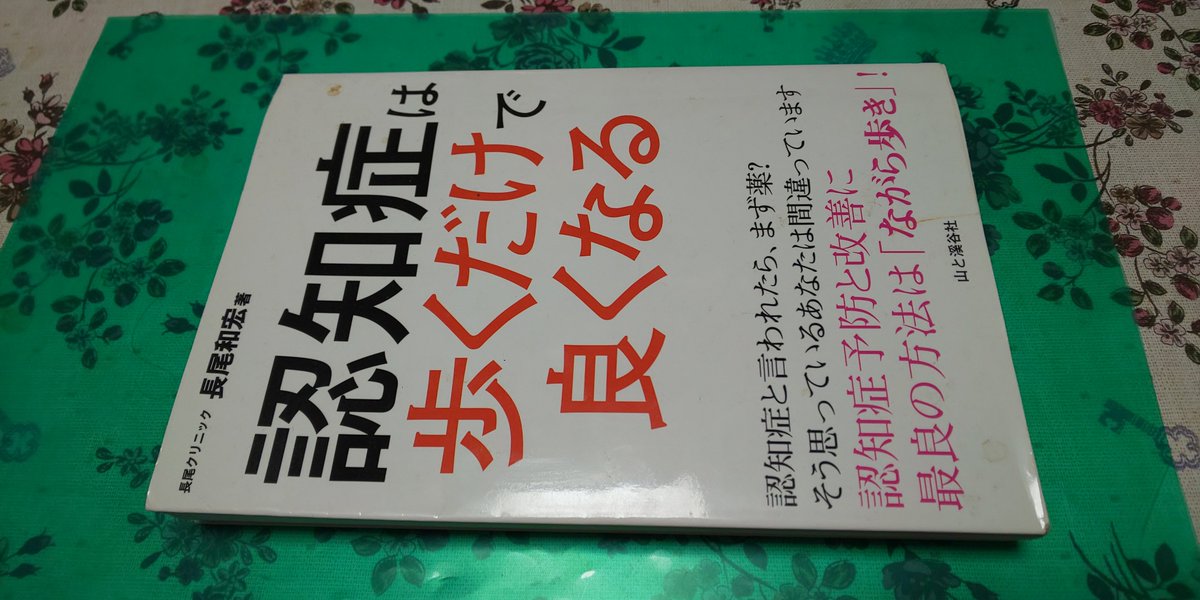 長尾クリニック 長尾和宏 著
認知症は
歩くだけで
良くなる
認知症と言われたら、まず薬?
そう思っているあなたは間違っています
認知症予防と改善に
最良の方法は「ながら歩き」!
山と溪谷社